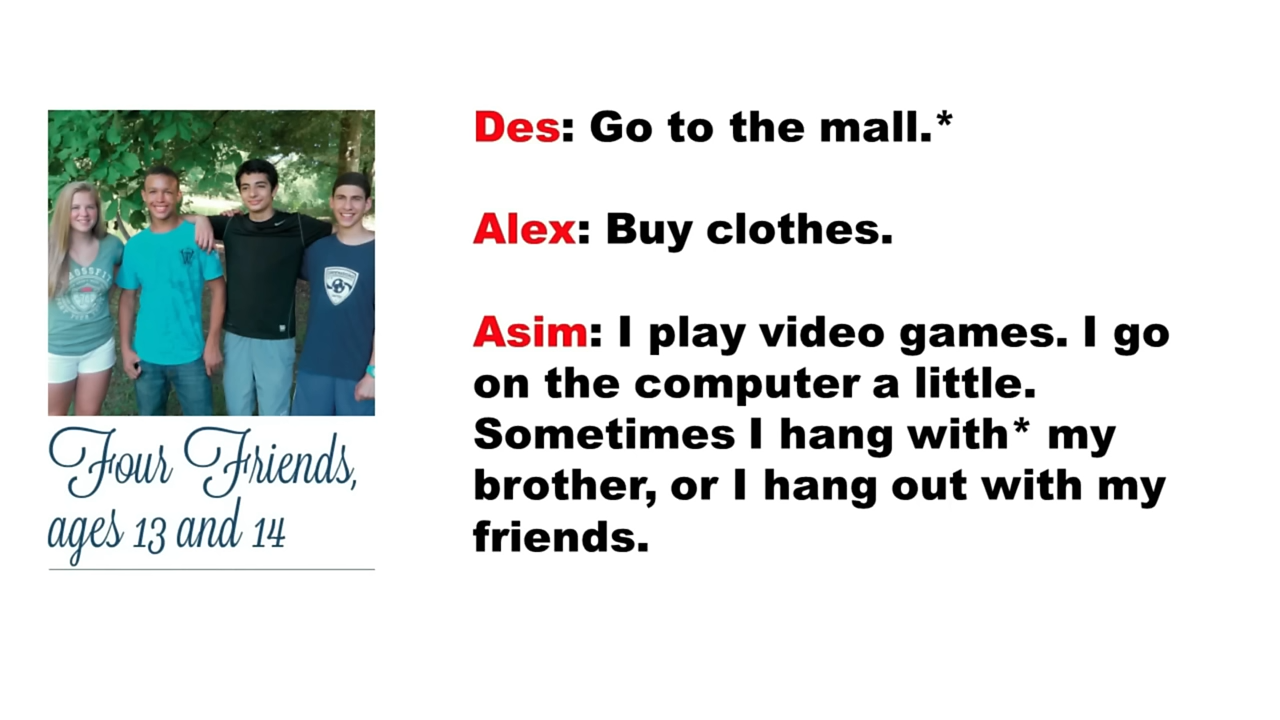 Des: Go to the mall.*
Alex: Buy clothes.
Asim: I play video games. I go
on the computer a little.
Sometimes I hang with* my
brother, or I hang out with my
friends.
Four Friends,
ages 13 and 14